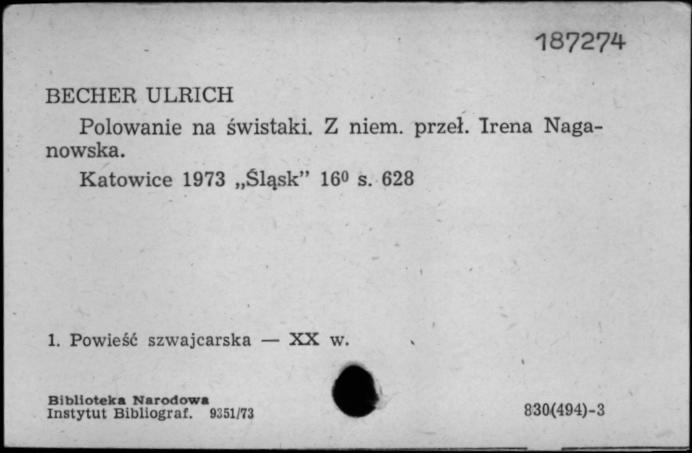 187274
BECHER ULRICH
Polowanie na świstaki. Z niem. przeł. Irena Naga-
nowska.
Katowice 1973 „Śląsk” 16⁰ s. 628
1. Powieść szwajcarska — XX w.
Biblioteka Narodowa
Instytut Bibliograf. 9351/73
830(494)-3